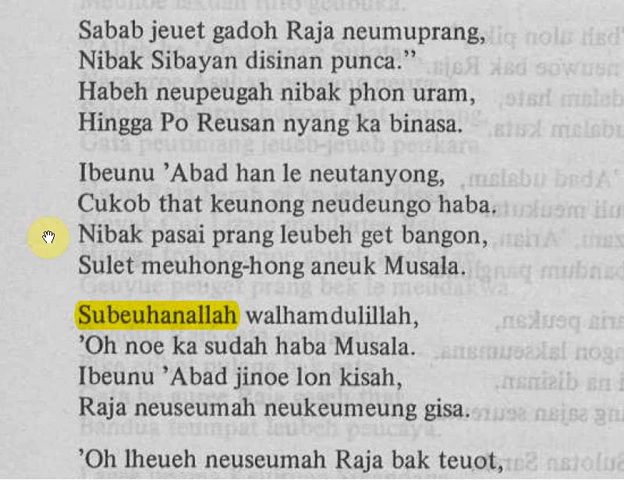 Sabab jeuet gadoh Raja neumuprang,
Nibak Sibayan disinan punca.”
Habeh neupeugah nibak phon uram,
Hingga Po Reusan nyang ka binasa.
Ibeunu ’Abad han le neutanyong,
Cukob that keunong neudeungo haba.
Nibak pasai prang leubeh get bangon,
Sulet meuhong-hong aneuk Musala.
Subeuhanallah walhamdulillah,
’Oh noe ka sudah haba Musala.
Ibeunu ’Abad jinoe lon kisah,
Raja neuseumah neukeumeung gisa.
’Oh lheueh neuseumah Raja bak teuot,